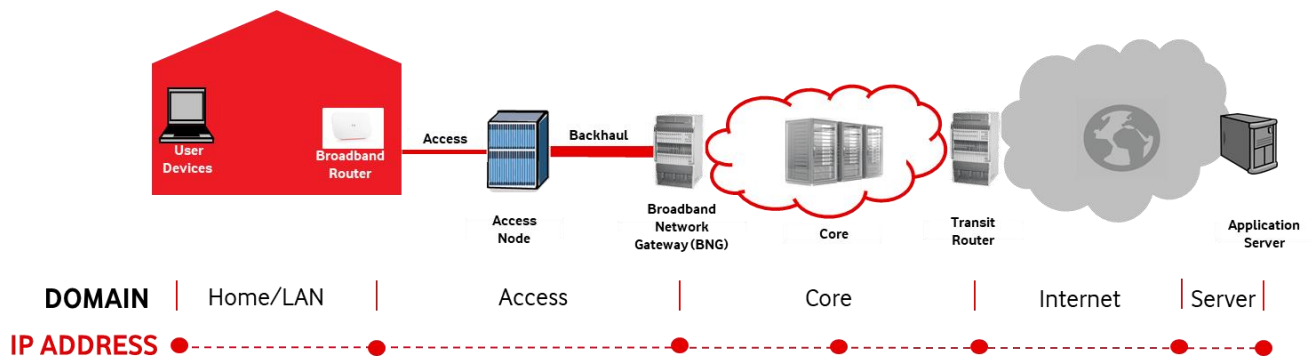 User
Devices
Broadband
Router
Access
Backhaul
Access
Node
Broadband
Network
Gateway (BNG)
Core
Transit
Router
Application
Server
DOMAIN Home/LAN Access Core Internet Server
IP ADDRESS